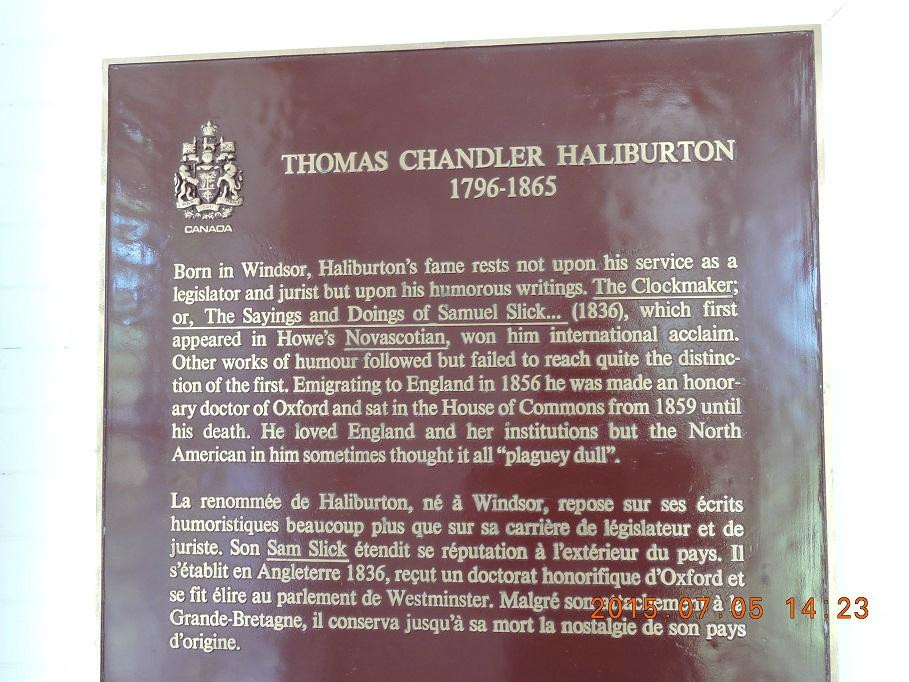 THOMAS CHANDLER HALIBURTON
1796-1865
CANADA
Born in Windsor, Haliburton's fame rests not upon his service as a
legislator and jurist but upon his humorous writings. The Clockmaker;
or, The Sayings and Doings of Samuel Slick... (1836), which first
appeared in Howe's Novascotian, won him international acclaim.
Other works of humour followed but failed to reach quite the distinc-
tion of the first. Emigrating to England in 1856 he was made an honor-
ary doctor of Oxford and sat in the House of Commons from 1859 until
his death. He loved England and her institutions but the North
American in him sometimes thought it all "plaguey dull".
La renommée de Haliburton, né à Windsor, repose sur ses écrits
humoristiques beaucoup plus que sur sa carrière de législateur et de
juriste. Son Sam Slick étendit se réputation à l'extérieur du pays. Il
s'établit en Angleterre 1836, reçut un doctorat honorifique d'Oxford et
se fit élire au parlement de Westminster. Malgré son attachement à la
Grande-Bretagne, il conserva jusqu'à sa mort la nostalgie de son pays
d'origine.
2015.07.05 14:23